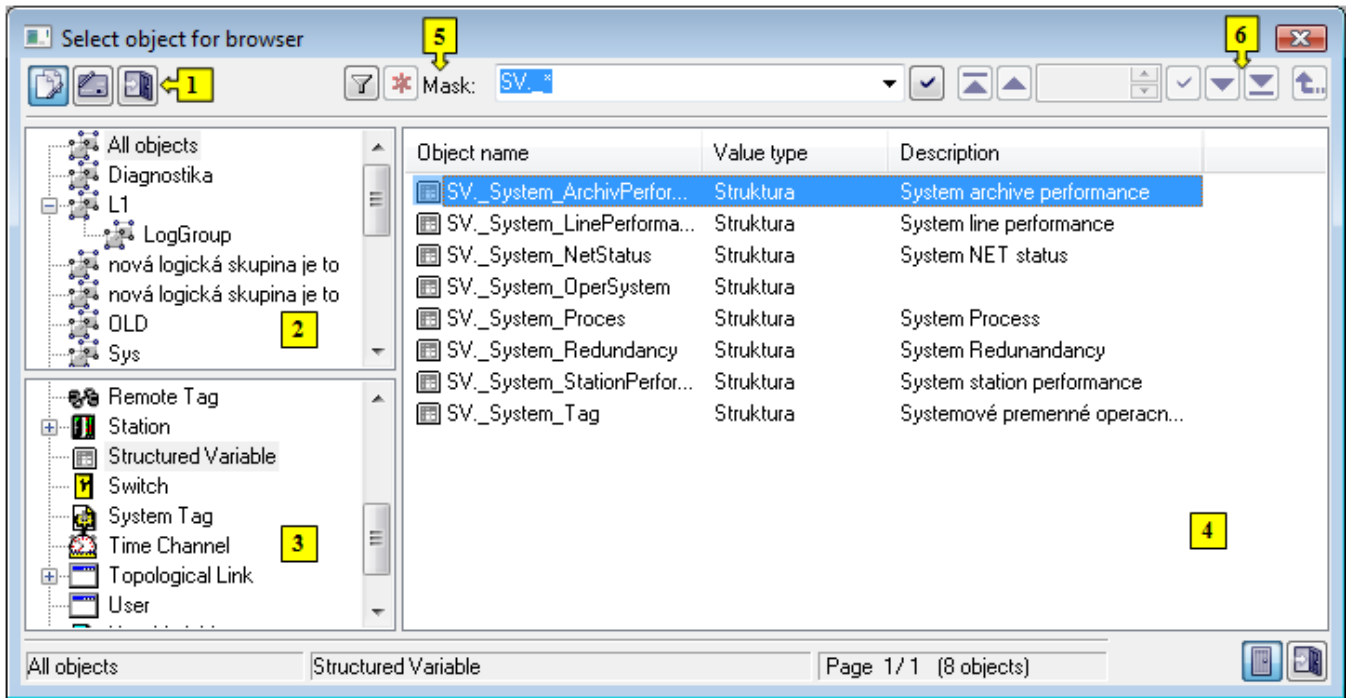 Select object for browser
5
6
1
Mask: SV._*
All objects
Diagnostika
L1
LogGroup
nová logická skupina je to
nová logická skupina je to
OLD
2
Sys
Remote Tag
Station
Structured Variable
Switch
System Tag
Time Channel
3
Topological Link
User
Object name Value type Description
SV._System_ArchivPerfor... Struktura System archive performance
SV._System_LinePerforma... Struktura System line performance
SV._System_NetStatus Struktura System NET status
SV._System_OperSystem Struktura
SV._System_Proces Struktura System Process
SV._System_Redundancy Struktura System Redunandancy
SV._System_StationPerfor... Struktura System station performance
SV._System_Tag Struktura Systemové premenné operacn...
4
All objects Structured Variable Page 1/1 (8 objects)